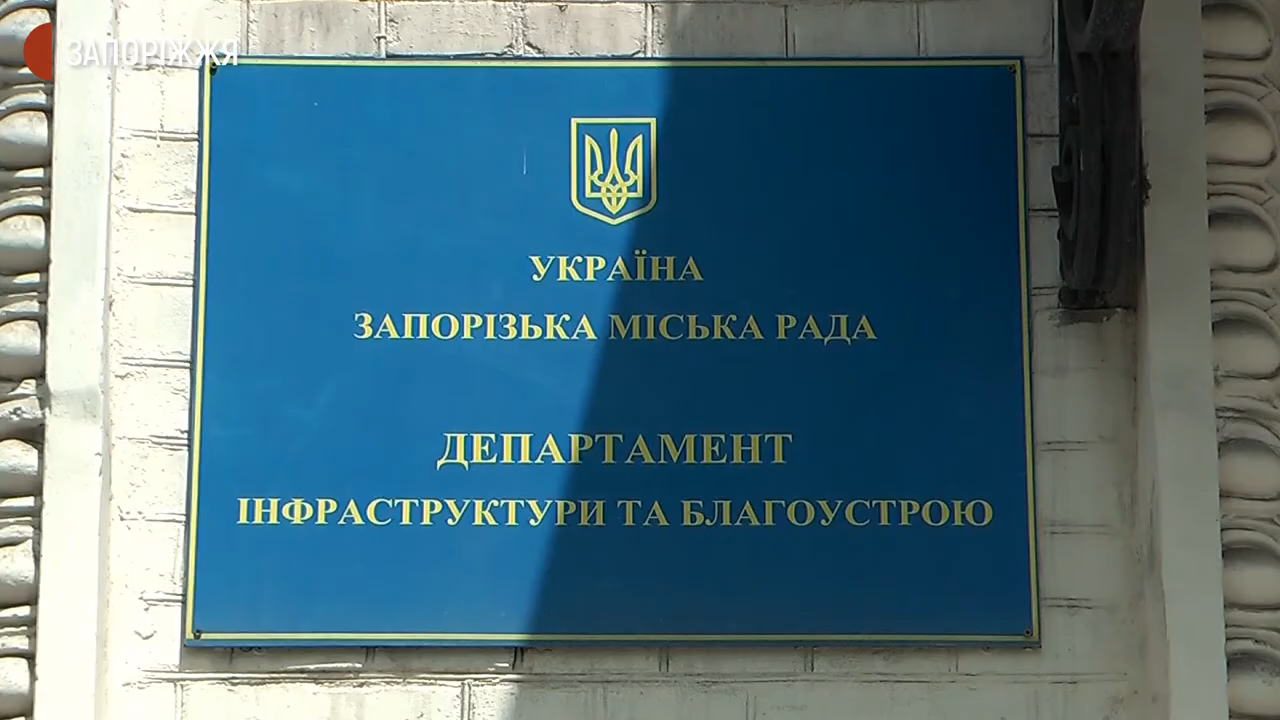 ЗАПОРІЖЖЯ
УКРАЇНА
ЗАПОРІЗЬКА МІСЬКА РАДА
ДЕПАРТАМЕНТ
ІНФРАСТРУКТУРИ ТА БЛАГОУСТРОЮ